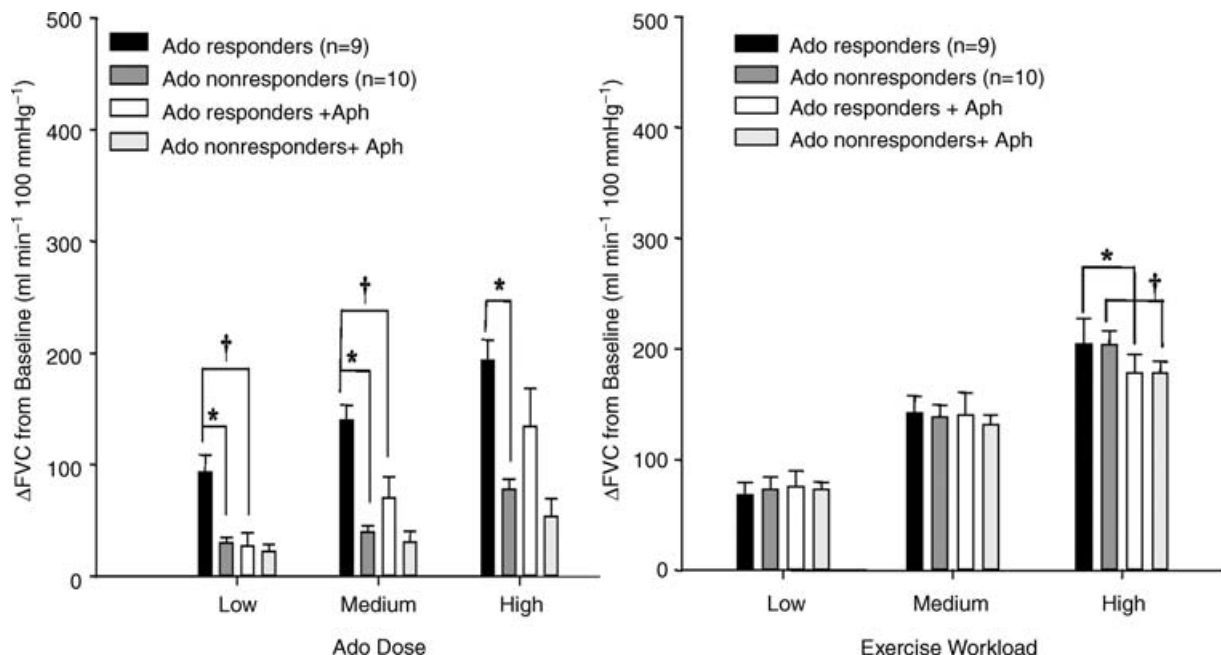 ΔFVC from Baseline (ml min⁻¹ 100 mmHg⁻¹)
500
400
300
200
100
0
Ado responders (n=9)
Ado nonresponders (n=10)
Ado responders +Aph
Ado nonresponders+ Aph
†
*
†
*
*
Low
Medium
High
Ado Dose
ΔFVC from Baseline (ml min⁻¹ 100 mmHg⁻¹)
500
400
300
200
100
0
Ado responders (n=9)
Ado nonresponders (n=10)
Ado responders + Aph
Ado nonresponders+ Aph
*
†
Low
Medium
High
Exercise Workload